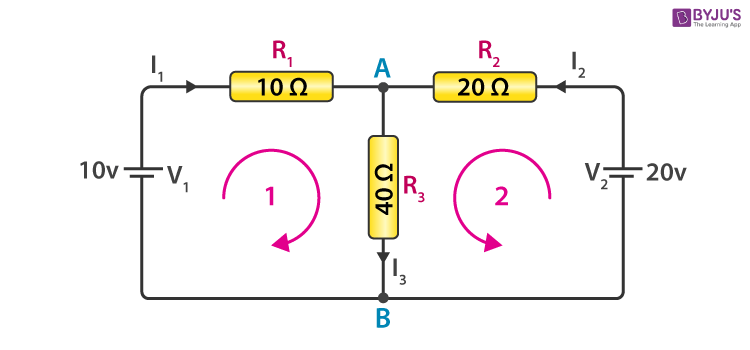 BYJU'S
The Learning App
I1
R1
10 Ω
A
R2
20 Ω
I2
10v
V1
1
40 Ω
R3
2
V2
20v
I3
B